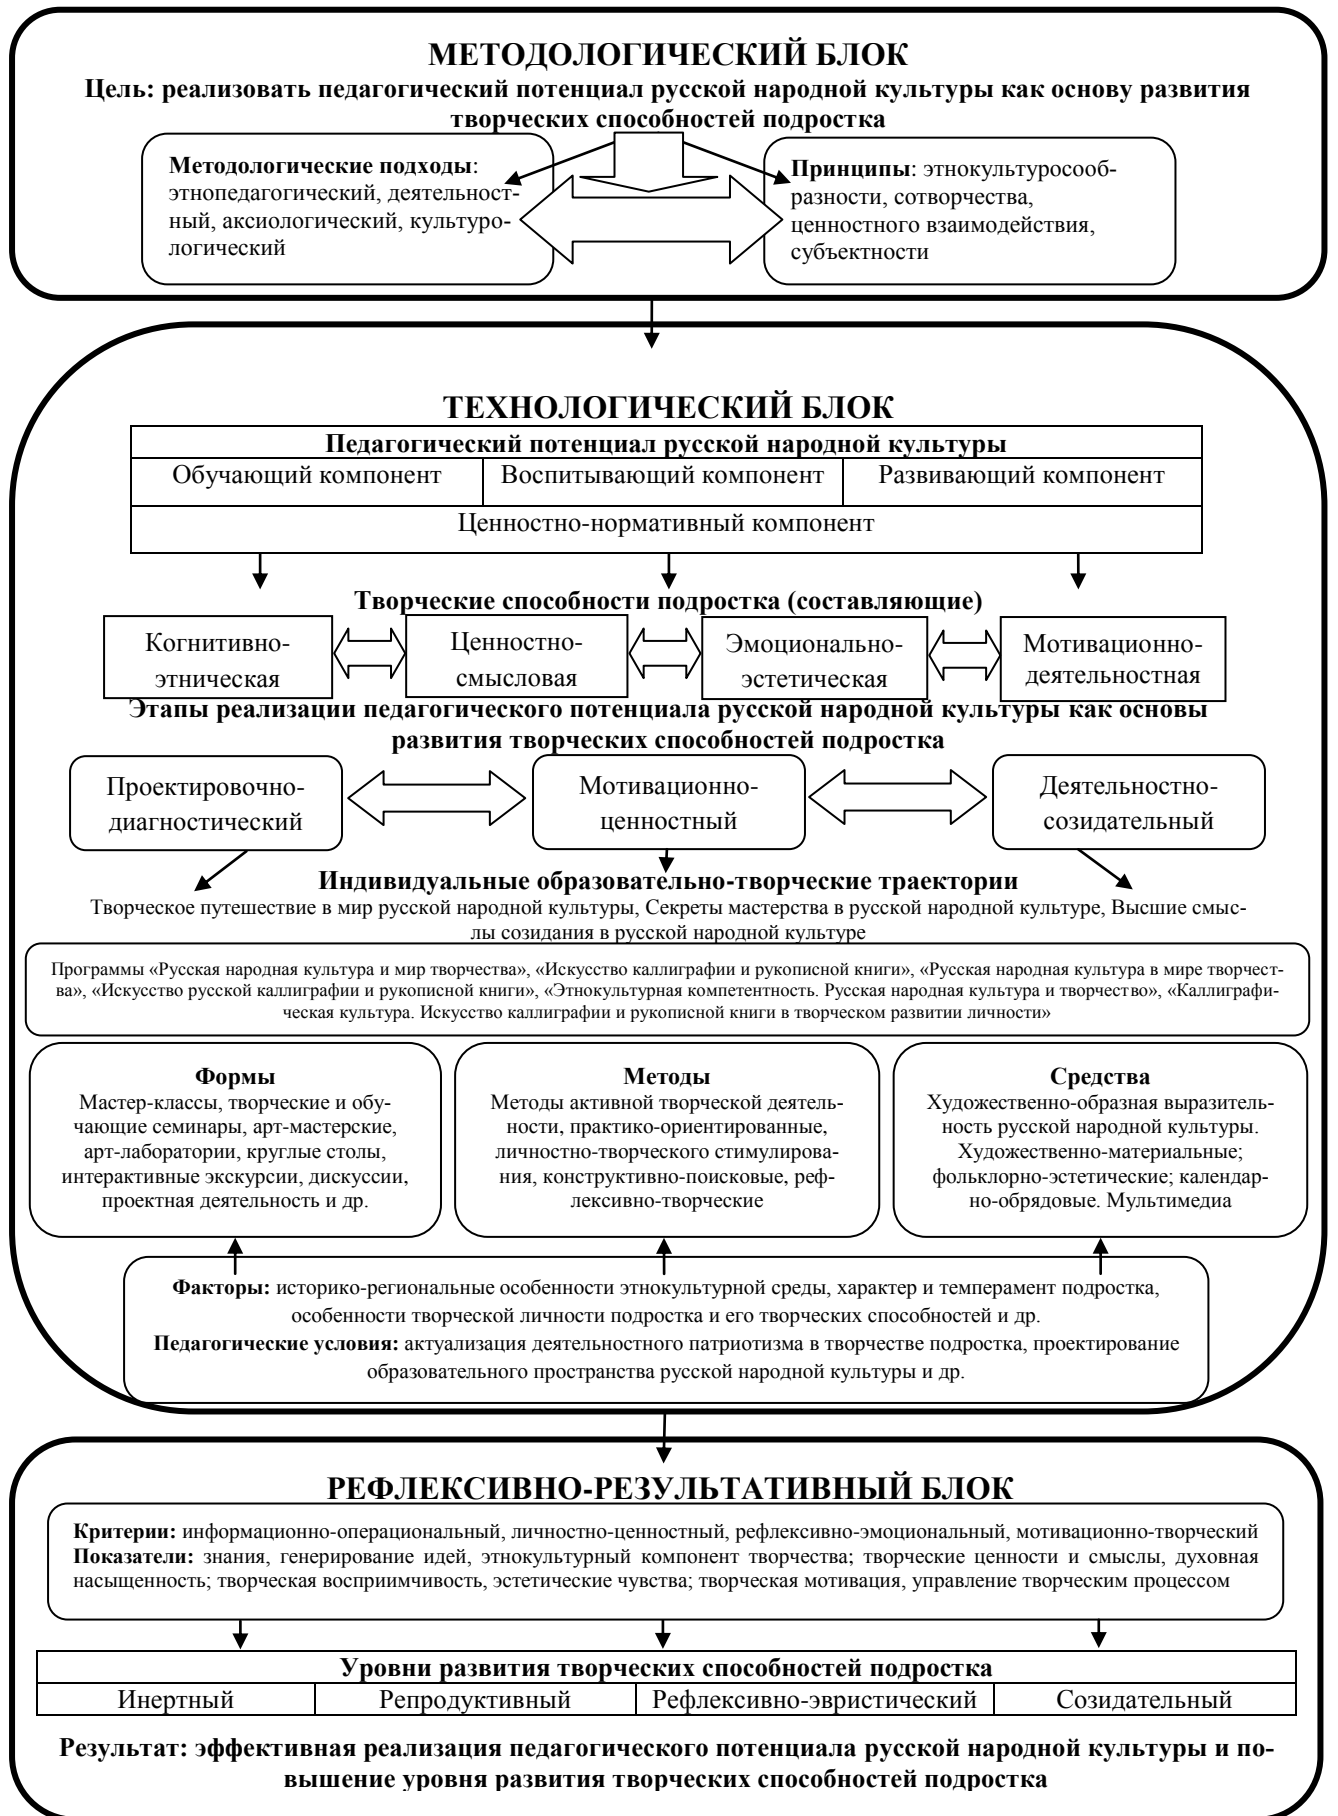 МЕТОДОЛОГИЧЕСКИЙ БЛОК
Цель: реализовать педагогический потенциал русской народной культуры как основу развития
творческих способностей подростка
Методологические подходы:
этнопедагогический, деятельност-
ный, аксиологический, культуро-
логический
Принципы: этнокультуросооб-
разности, сотворчества,
ценностного взаимодействия,
субъектности
ТЕХНОЛОГИЧЕСКИЙ БЛОК
Педагогический потенциал русской народной культуры
Обучающий компонент
Воспитывающий компонент
Развивающий компонент
Ценностно-нормативный компонент
Творческие способности подростка (составляющие)
Когнитивно-
этническая
Ценностно-
смысловая
Эмоционально-
эстетическая
Мотивационно-
деятельностная
Этапы реализации педагогического потенциала русской народной культуры как основы
развития творческих способностей подростка
Проектировочно-
диагностический
Мотивационно-
ценностный
Деятельностно-
созидательный
Индивидуальные образовательно-творческие траектории
Творческое путешествие в мир русской народной культуры, Секреты мастерства в русской народной культуре, Высшие смыс-
лы созидания в русской народной культуре
Программы «Русская народная культура и мир творчества», «Искусство каллиграфии и рукописной книги», «Русская народная культура в мире творчест-
ва», «Искусство русской каллиграфии и рукописной книги», «Этнокультурная компетентность. Русская народная культура и творчество», «Каллиграфи-
ческая культура. Искусство каллиграфии и рукописной книги в творческом развитии личности»
Формы
Мастер-классы, творческие и обу-
чающие семинары, арт-мастерские,
арт-лаборатории, круглые столы,
интерактивные экскурсии, дискуссии,
проектная деятельность и др.
Методы
Методы активной творческой деятель-
ности, практико-ориентированные,
личностно-творческого стимулирова-
ния, конструктивно-поисковые, реф-
лексивно-творческие
Средства
Художественно-образная выразитель-
ность русской народной культуры.
Художественно-материальные;
фольклорно-эстетические; календар-
но-обрядовые. Мультимедиа
Факторы: историко-региональные особенности этнокультурной среды, характер и темперамент подростка,
особенности творческой личности подростка и его творческих способностей и др.
Педагогические условия: актуализация деятельностного патриотизма в творчестве подростка, проектирование
образовательного пространства русской народной культуры и др.
РЕФЛЕКСИВНО-РЕЗУЛЬТАТИВНЫЙ БЛОК
Критерии: информационно-операциональный, личностно-ценностный, рефлексивно-эмоциональный, мотивационно-творческий
Показатели: знания, генерирование идей, этнокультурный компонент творчества; творческие ценности и смыслы, духовная
насыщенность; творческая восприимчивость, эстетические чувства; творческая мотивация, управление творческим процессом
Уровни развития творческих способностей подростка
Инертный
Репродуктивный
Рефлексивно-эвристический
Созидательный
Результат: эффективная реализация педагогического потенциала русской народной культуры и по-
вышение уровня развития творческих способностей подростка